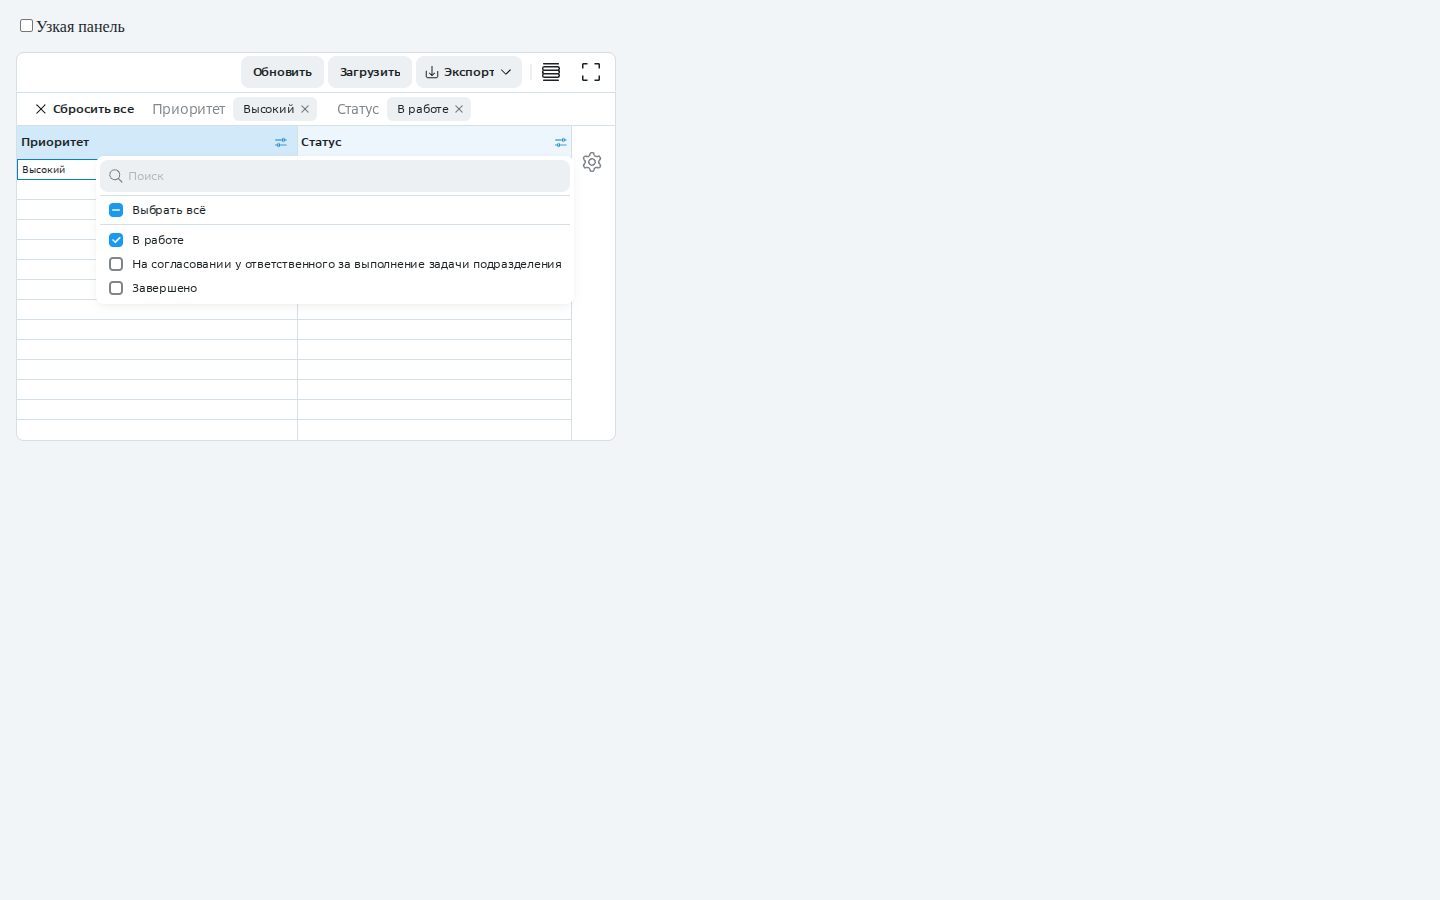 Узкая панель
Обновить Загрузить Экспорт
Сбросить все Приоритет Высокий Статус В работе
Приоритет Статус
Высокий
Поиск
Выбрать всё
В работе
На согласовании у ответственного за выполнение задачи подразделения
Завершено